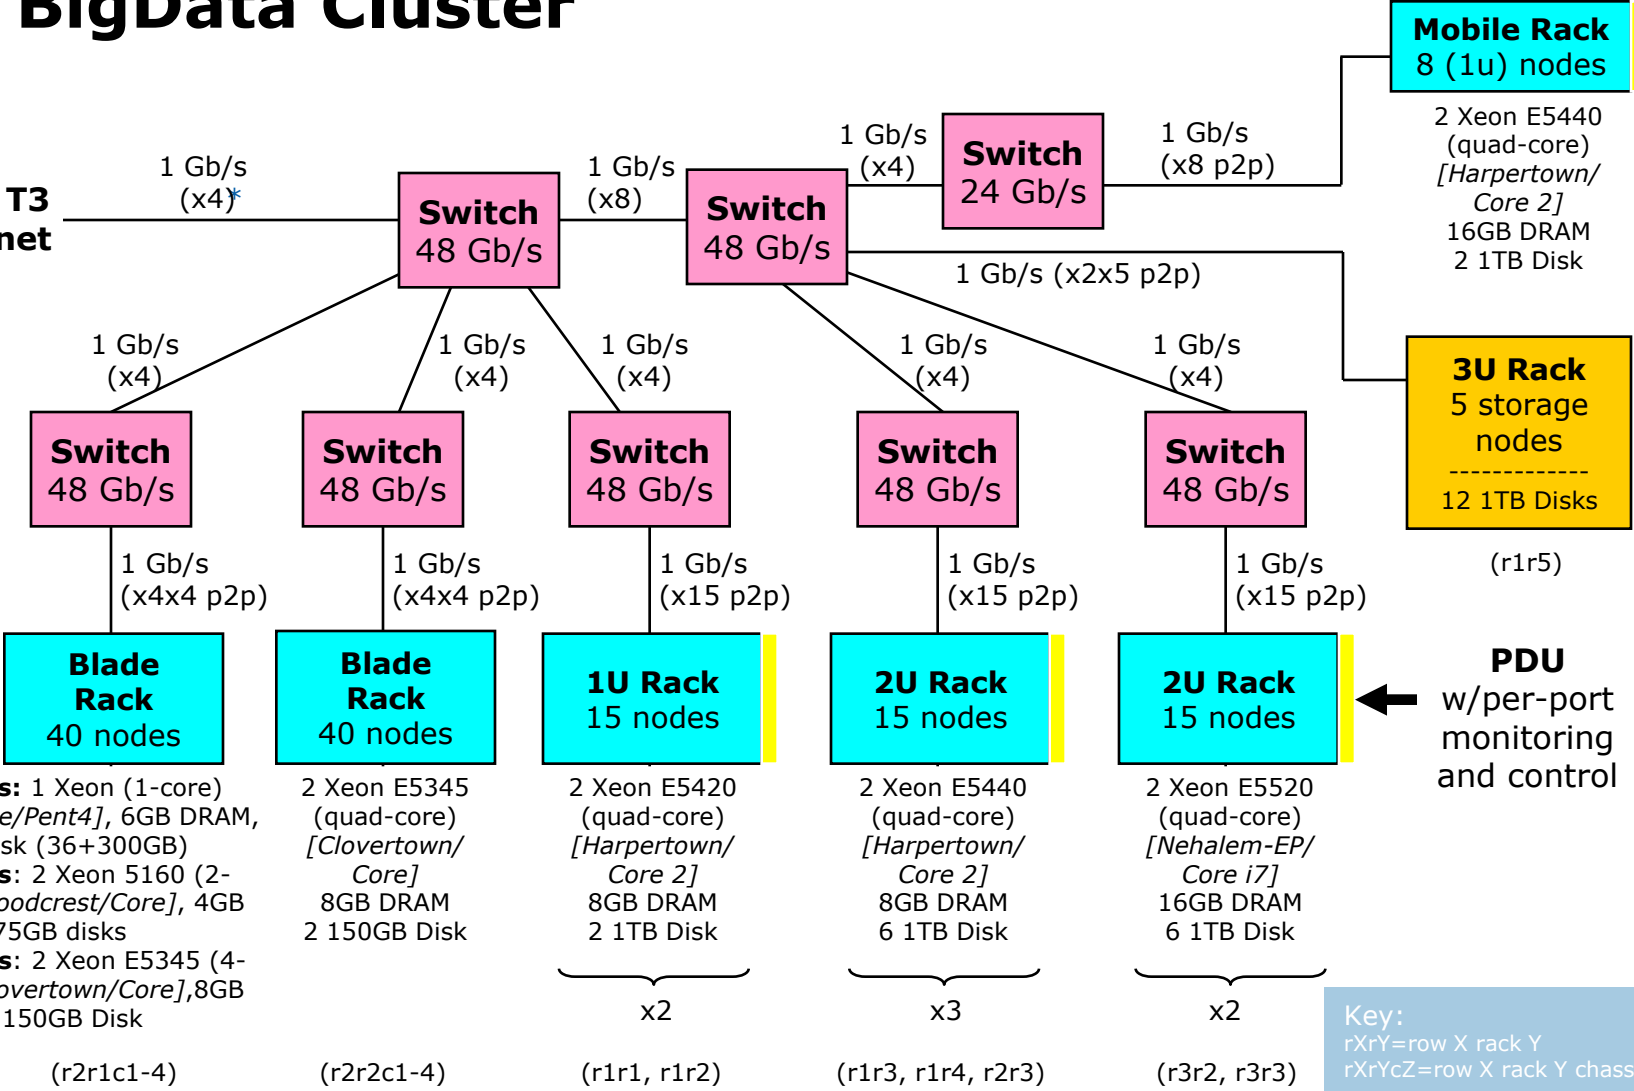 BigData Cluster
Mobile Rack
8 (1u) nodes
2 Xeon E5440
(quad-core)
[Harpertown/
Core 2]
16GB DRAM
2 1TB Disk
T3
1 Gb/s
(x4)*
Switch
48 Gb/s
1 Gb/s
(x8)
Switch
48 Gb/s
1 Gb/s
(x4)
Switch
24 Gb/s
1 Gb/s
(x8 p2p)
1 Gb/s (x2x5 p2p)
3U Rack
5 storage
nodes
-------------
12 1TB Disks
(r1r5)
1 Gb/s
(x4)
1 Gb/s
(x4)
1 Gb/s
(x4)
1 Gb/s
(x4)
1 Gb/s
(x4)
Switch
48 Gb/s
Switch
48 Gb/s
Switch
48 Gb/s
Switch
48 Gb/s
Switch
48 Gb/s
1 Gb/s
(x4x4 p2p)
1 Gb/s
(x4x4 p2p)
1 Gb/s
(x15 p2p)
1 Gb/s
(x15 p2p)
1 Gb/s
(x15 p2p)
Blade
Rack
40 nodes
Blade
Rack
40 nodes
1U Rack
15 nodes
2U Rack
15 nodes
2U Rack
15 nodes
PDU
w/per-port
monitoring
and control
1 Xeon (1-core)
/Pent4], 6GB DRAM,
(36+300GB)
: 2 Xeon 5160 (2-
/Core], 4GB
75GB disks
: 2 Xeon E5345 (4-
/Core],8GB
150GB Disk
(r2r1c1-4)
2 Xeon E5345
(quad-core)
[Clovertown/
Core]
8GB DRAM
2 150GB Disk
(r2r2c1-4)
2 Xeon E5420
(quad-core)
[Harpertown/
Core 2]
8GB DRAM
2 1TB Disk
x2
(r1r1, r1r2)
2 Xeon E5440
(quad-core)
[Harpertown/
Core 2]
8GB DRAM
6 1TB Disk
x3
(r1r3, r1r4, r2r3)
2 Xeon E5520
(quad-core)
[Nehalem-EP/
Core i7]
16GB DRAM
6 1TB Disk
x2
(r3r2, r3r3)
Key:
rXrY=row X rack Y
rXrYcZ=row X rack Y chass